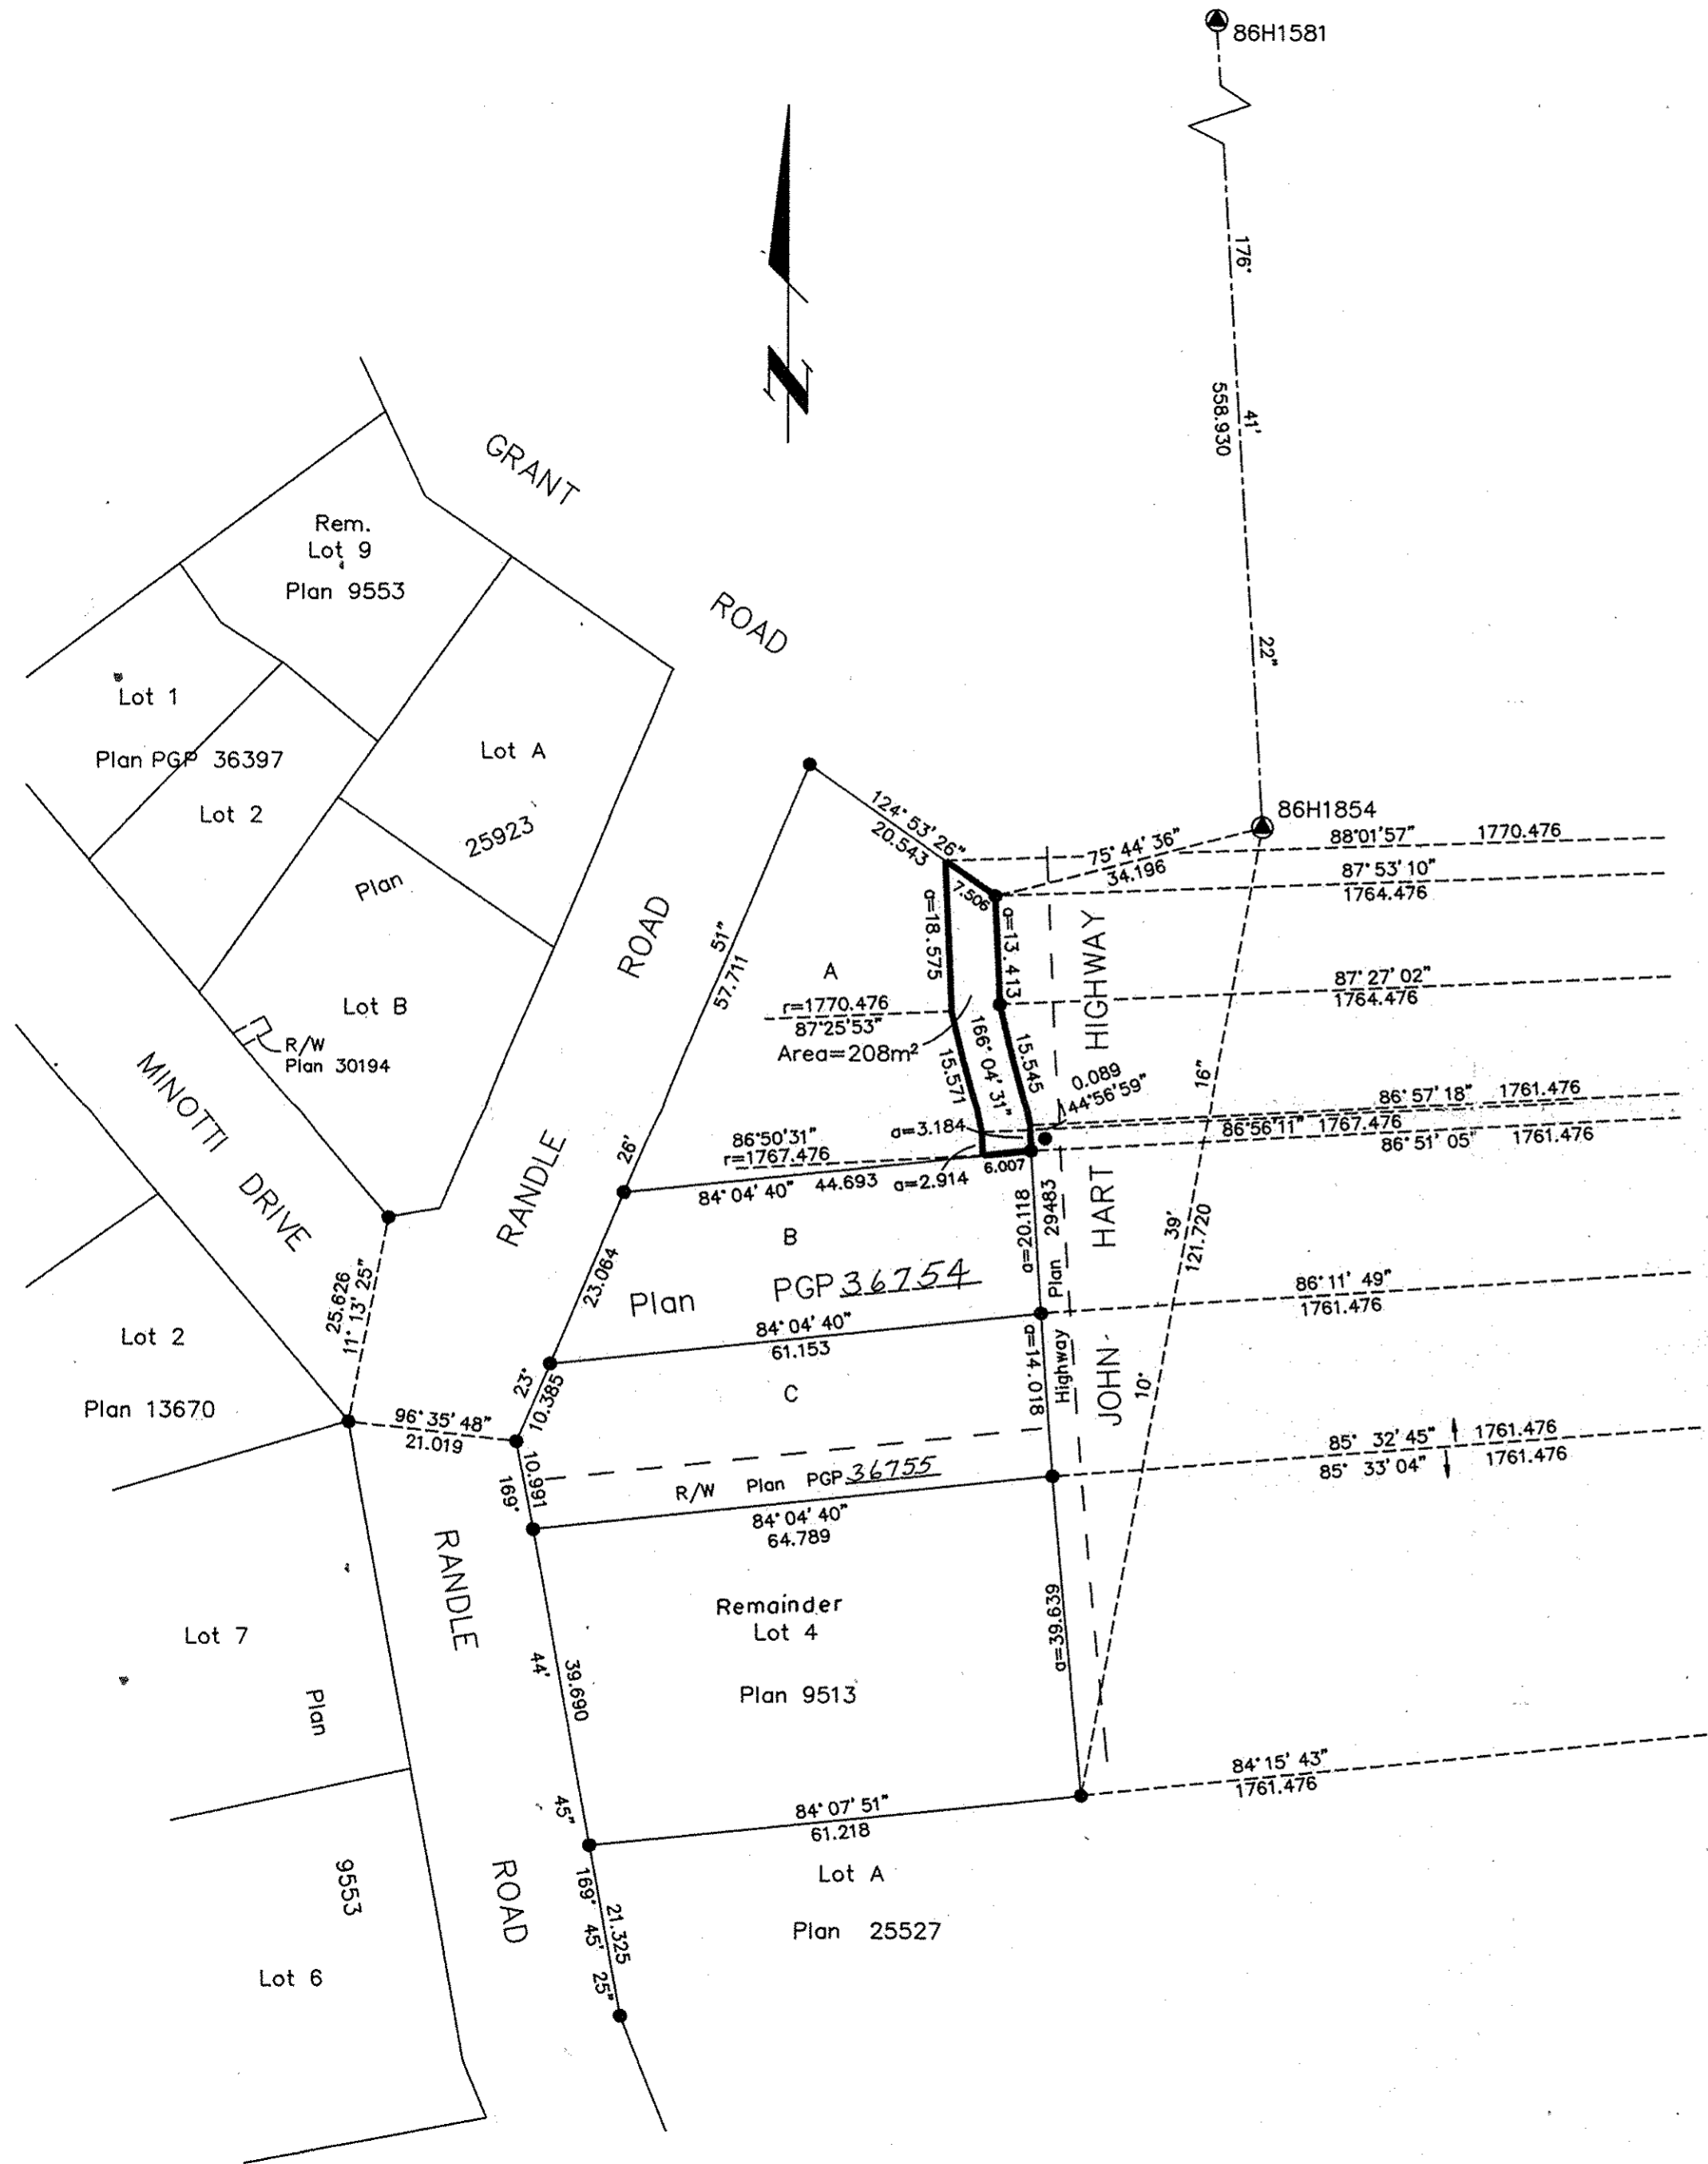 86H1581
176°
41'
558.930
22"
GRANT
ROAD
Rem.
Lot 9
Plan 9553
Lot 1
Plan PGP 36397
Lot 2
Lot A
25923
Plan
Lot B
R/W
Plan 30194
MINOTTI
DRIVE
ROAD
RANDLE
86H1854
88°01'57" 1770.476
75°44'36"
34.196
87°53'10"
1764.476
124°53'26"
20.543
7.506
a=18.575
a=13.413
HIGHWAY
51"
57.711
A
r=1770.476
87°25'53"
Area=208m²
87°27'02"
1764.476
166°04'31"
15.571
15.545
0.089
44°56'59"
16"
86°57'18" 1761.476
86°56'11" 1767.476
86°51'05" 1761.476
a=3.184
86°50'31"
r=1767.476
26'
84°04'40" 44.693
a=2.914
6.007
a=20.118
Plan 29483
HART
39'
121.720
B
23.064
Plan PGP 36754
86°11'49"
1761.476
84°04'40"
61.153
25.626
11°13'25"
Lot 2
Plan 13670
23°
10.385
C
a=14.018
Highway
JOHN
10°
96°35'48"
21.019
85° 32'45" 1761.476
85° 33'04" 1761.476
10.991
169°
R/W Plan PGP 36755
84°04'40"
64.789
RANDLE
Remainder
Lot 4
Plan 9513
a=39.639
Lot 7
Plan
44'
39.690
84°15'43"
1761.476
45"
84°07'51"
61.218
9553
Lot 6
ROAD
169° 45' 25"
21.325
Lot A
Plan 25527